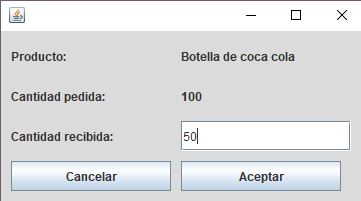 Producto: Botella de coca cola
Cantidad pedida: 100
Cantidad recibida: 50
Cancelar Aceptar